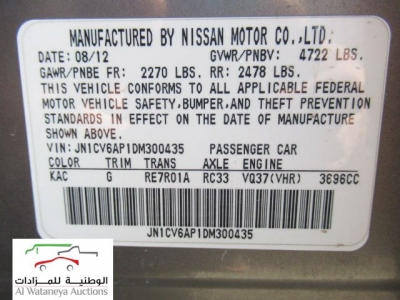 MANUFACTURED BY NISSAN MOTOR CO.,LTD.
DATE: 08/12 GVWR/PNBV: 4722 LBS.
GAWR/PNBE FR: 2270 LBS. RR: 2478 LBS.
THIS VEHICLE CONFORMS TO ALL APPLICABLE FEDERAL
MOTOR VEHICLE SAFETY,BUMPER,AND THEFT PREVENTION
STANDARDS IN EFFECT ON THE DATE OF MANUFACTURE
SHOWN ABOVE.
VIN: JN1CV6AP1DM300435 PASSENGER CAR
COLOR TRIM TRANS AXLE ENGINE
KAC G RE7R01A RC33 VQ37(VHR) 3696CC
JN1CV6AP1DM300435
الوطنية للمزادات
Al Wataneya Auctions